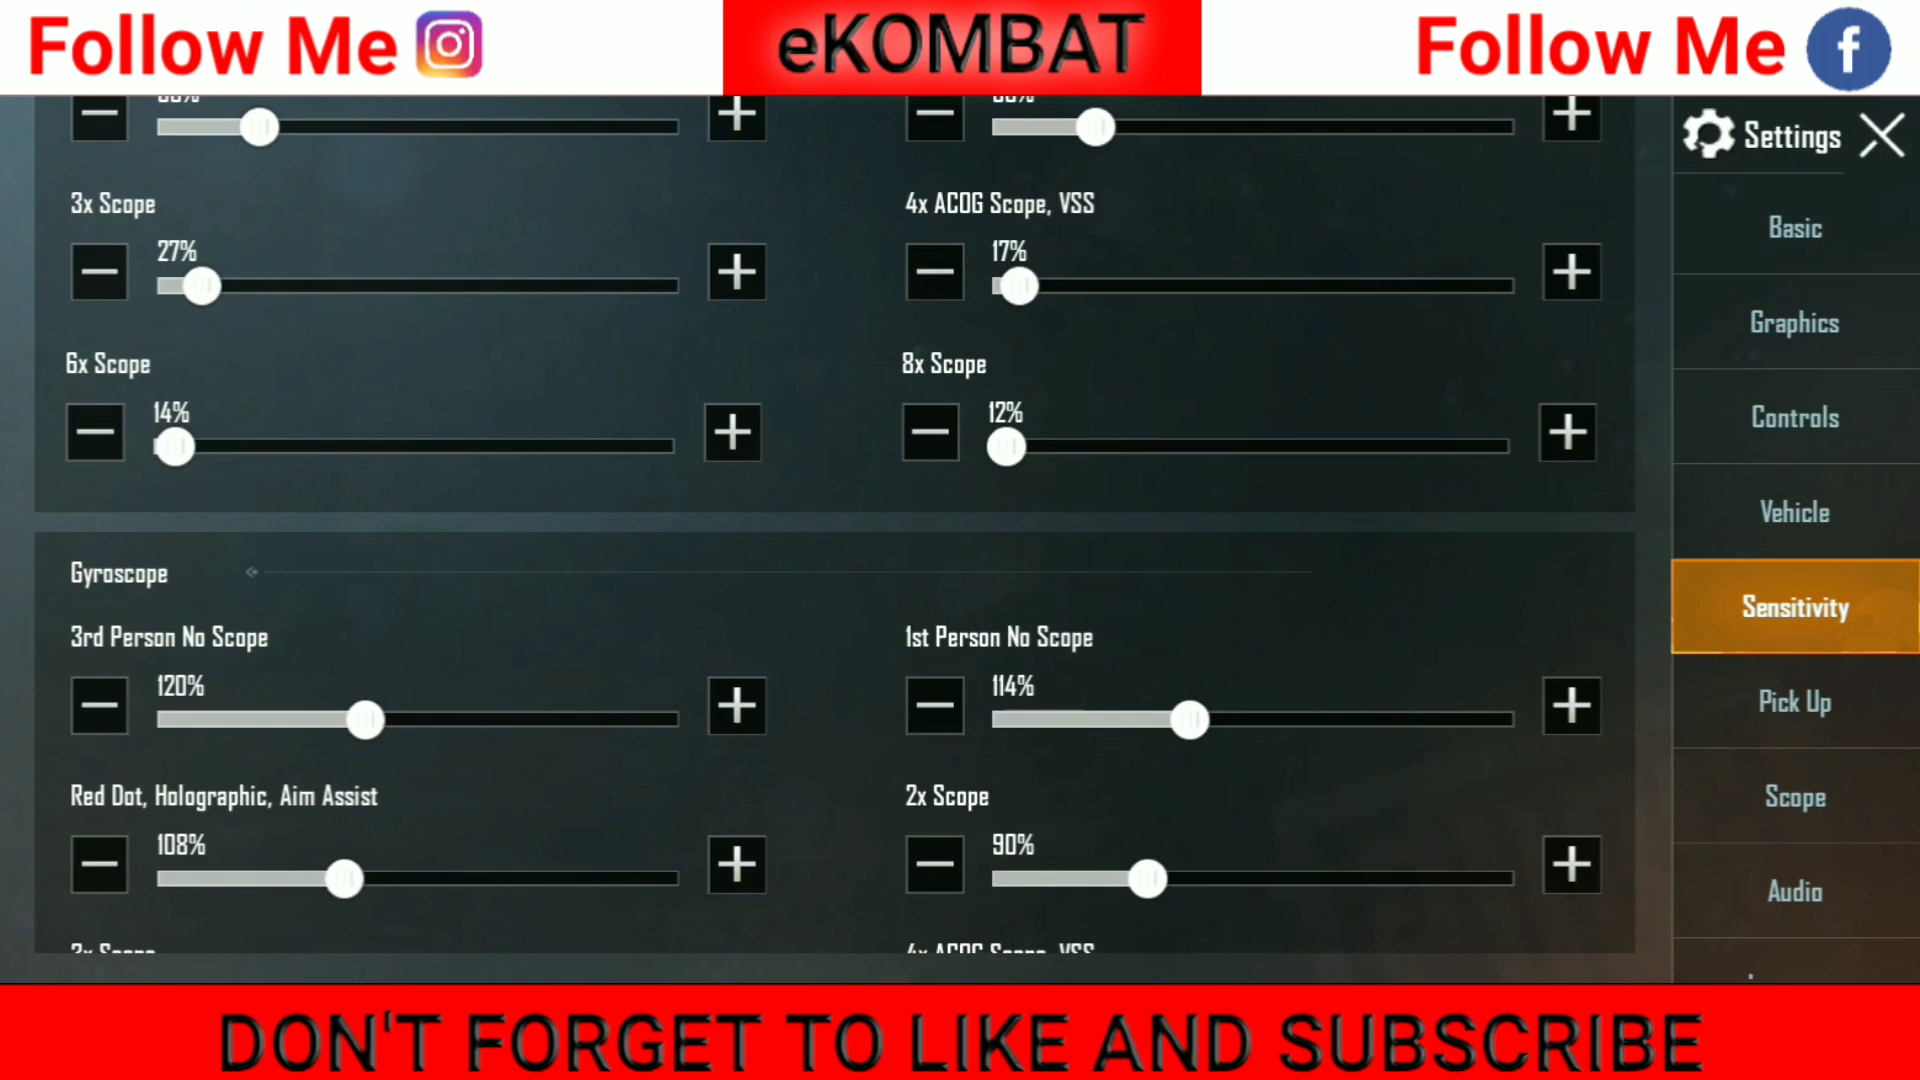 Follow Me
eKOMBAT
Follow Me
Settings
3x Scope
4x ACOG Scope, VSS
27%
17%
6x Scope
8x Scope
14%
12%
Gyroscope
3rd Person No Scope
1st Person No Scope
120%
114%
Red Dot, Holographic, Aim Assist
2x Scope
108%
90%
Basic
Graphics
Controls
Vehicle
Sensitivity
Pick Up
Scope
Audio
DON'T FORGET TO LIKE AND SUBSCRIBE